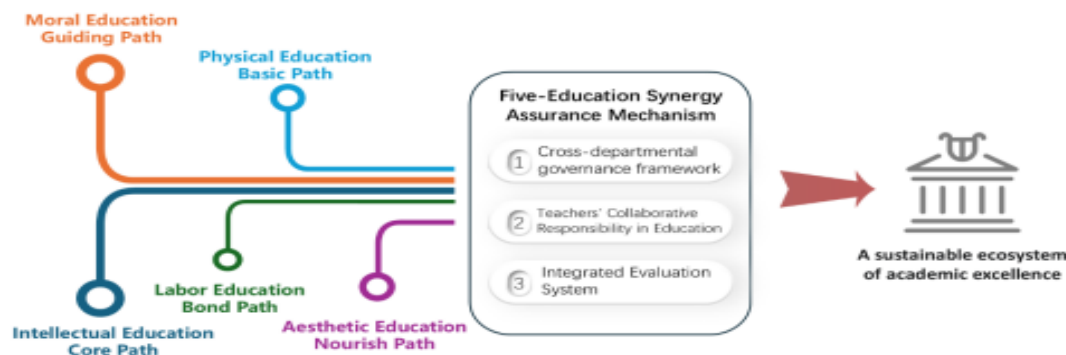 Moral Education
Guiding Path
Physical Education
Basic Path
Labor Education
Bond Path
Intellectual Education
Core Path
Aesthetic Education
Nourish Path
Five-Education Synergy
Assurance Mechanism
1 Cross-departmental
governance framework
2 Teachers' Collaborative
Responsibility in Education
3 Integrated Evaluation
System
A sustainable ecosystem
of academic excellence